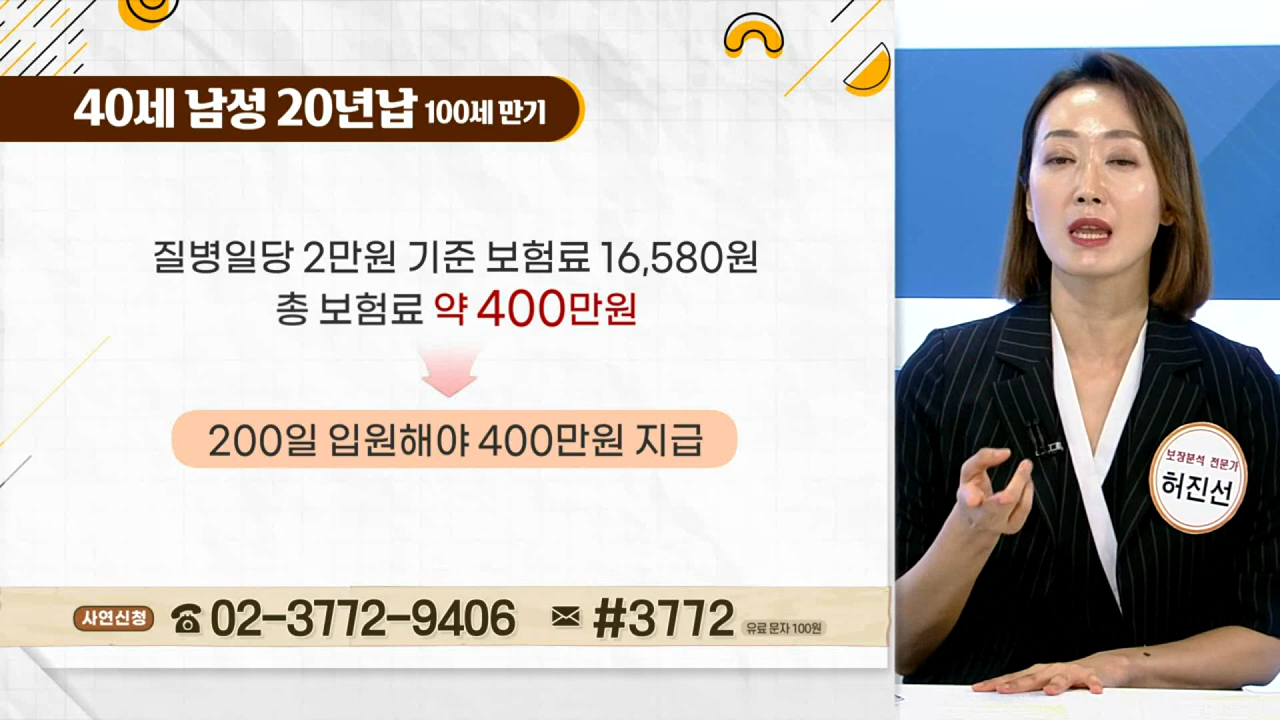 40세 남성 20년납 100세 만기
질병일당 2만원 기준 보험료 16,580원
총 보험료 약 400만원
200일 입원해야 400만원 지급
보장분석 전문가
허진선
사연신청 02-3772-9406 #3772 유료 문자 100원